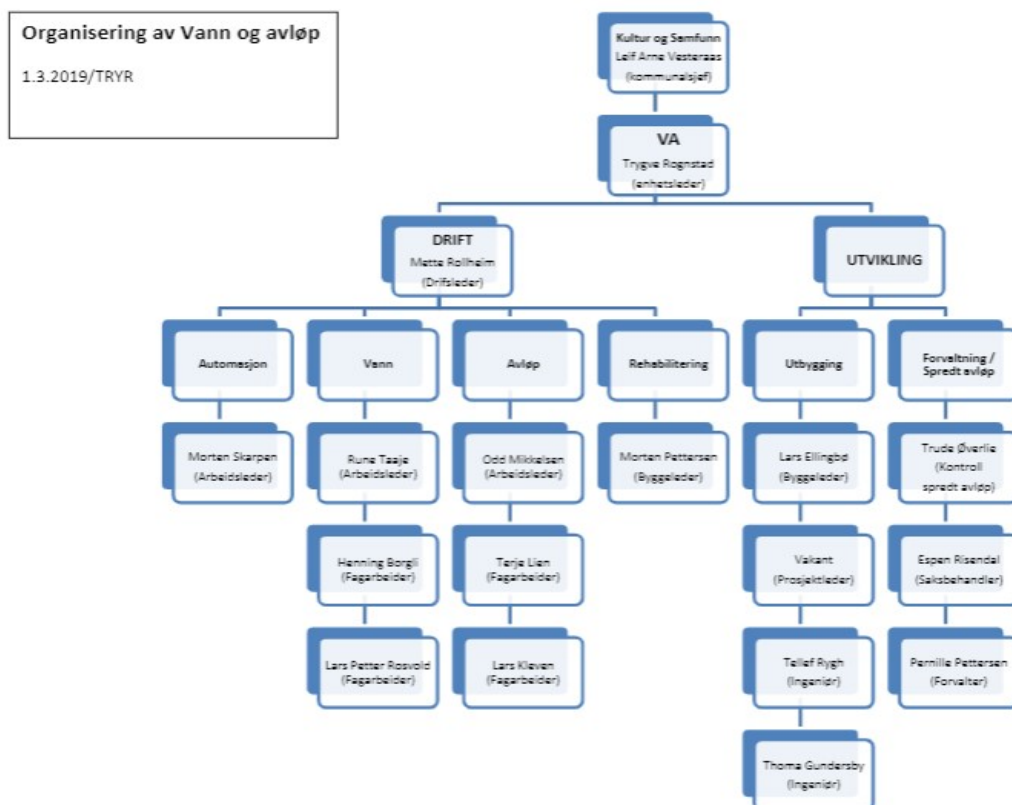 Organisering av Vann og avløp
1.3.2019/TRYR
Kultur og Samfunn
Leif Arne Vesteraas
(kommunalsjef)
VA
Trygve Rognstad
(enhetsleder)
DRIFT
Mette Rollheim
(Drifsleder)
UTVIKLING
Automasjon
Vann
Avløp
Rehabilitering
Utbygging
Forvaltning /
Spredt avløp
Morten Skarpen
(Arbeidsleder)
Rune Taaje
(Arbeidsleder)
Odd Mikkelsen
(Arbeidsleder)
Morten Pettersen
(Byggeleder)
Lars Ellingbø
(Byggeleder)
Trude Øverlie
(Kontroll
spredt avløp)
Henning Borgli
(Fagarbeider)
Terje Lien
(Fagarbeider)
Vakant
(Prosjektleder)
Espen Risendal
(Saksbehandler)
Lars Petter Rosvold
(Fagarbeider)
Lars Kleven
(Fagarbeider)
Tellef Rygh
(Ingeniør)
Pernille Pettersen
(Forvalter)
Thoma Gundersby
(Ingeniør)